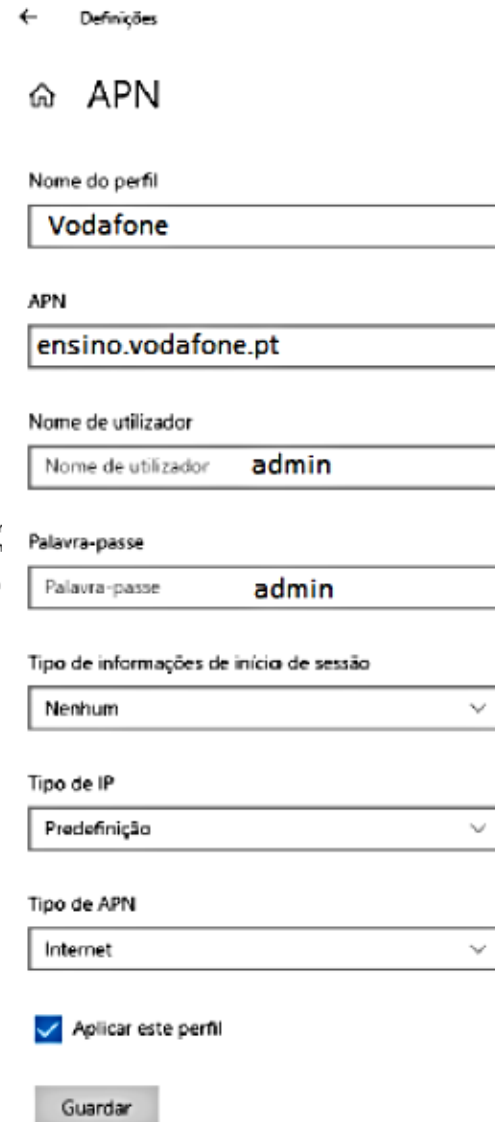 ← Definições
APN
Nome do perfil
Vodafone
APN
ensino.vodafone.pt
Nome de utilizador
Nome de utilizador admin
Palavra-passe
Palavra-passe admin
Tipo de informações de início de sessão
Nenhum
Tipo de IP
Predefinição
Tipo de APN
Internet
Aplicar este perfil
Guardar